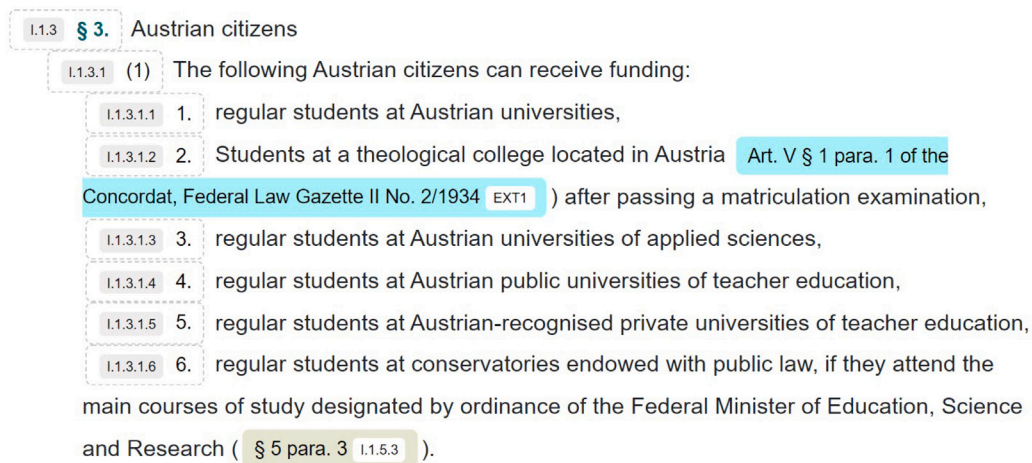 I.1.3 § 3. Austrian citizens
I.1.3.1 (1) The following Austrian citizens can receive funding:
I.1.3.1.1 1. regular students at Austrian universities,
I.1.3.1.2 2. Students at a theological college located in Austria Art. V § 1 para. 1 of the
Concordat, Federal Law Gazette II No. 2/1934 EXT1 ) after passing a matriculation examination,
I.1.3.1.3 3. regular students at Austrian universities of applied sciences,
I.1.3.1.4 4. regular students at Austrian public universities of teacher education,
I.1.3.1.5 5. regular students at Austrian-recognised private universities of teacher education,
I.1.3.1.6 6. regular students at conservatories endowed with public law, if they attend the
main courses of study designated by ordinance of the Federal Minister of Education, Science
and Research ( § 5 para. 3 I.1.5.3 ).